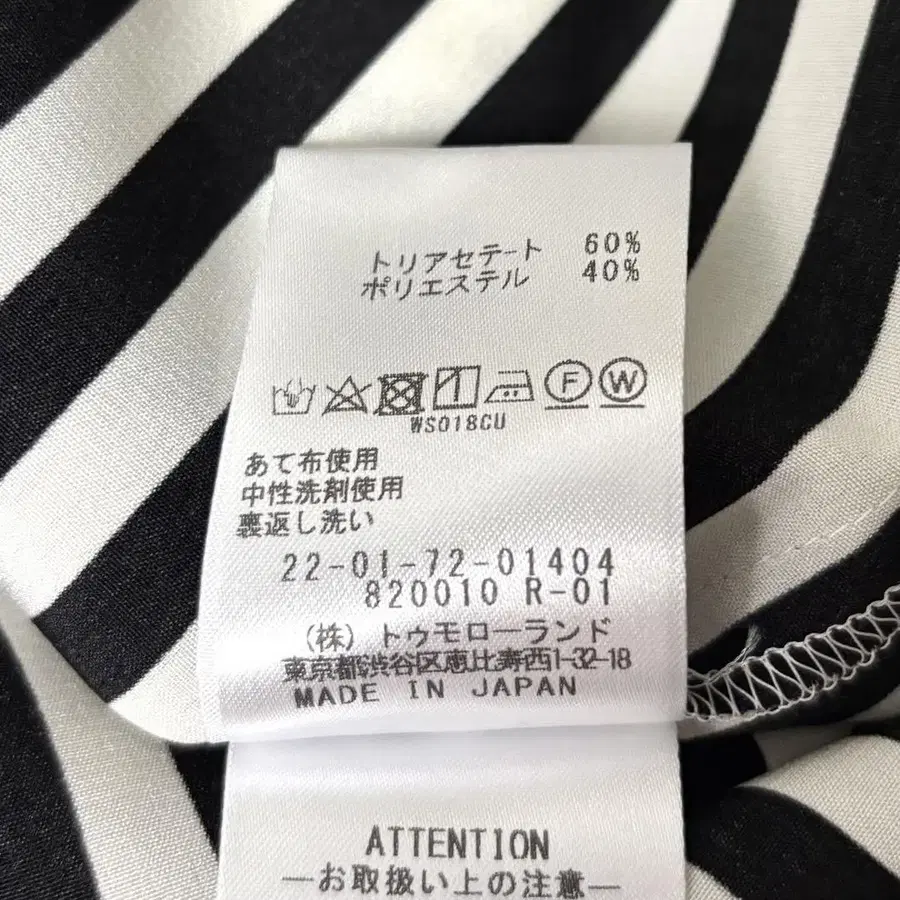 トリアセテート 60%
ポリエステル 40%
F W
WS018CU
あて布使用
中性洗剤使用
裏返し洗い
22-01-72-01404
820010 R-01
(株) トゥモローランド
東京都渋谷区恵比寿西1-32-18
MADE IN JAPAN
ATTENTION
―お取扱い上の注意―